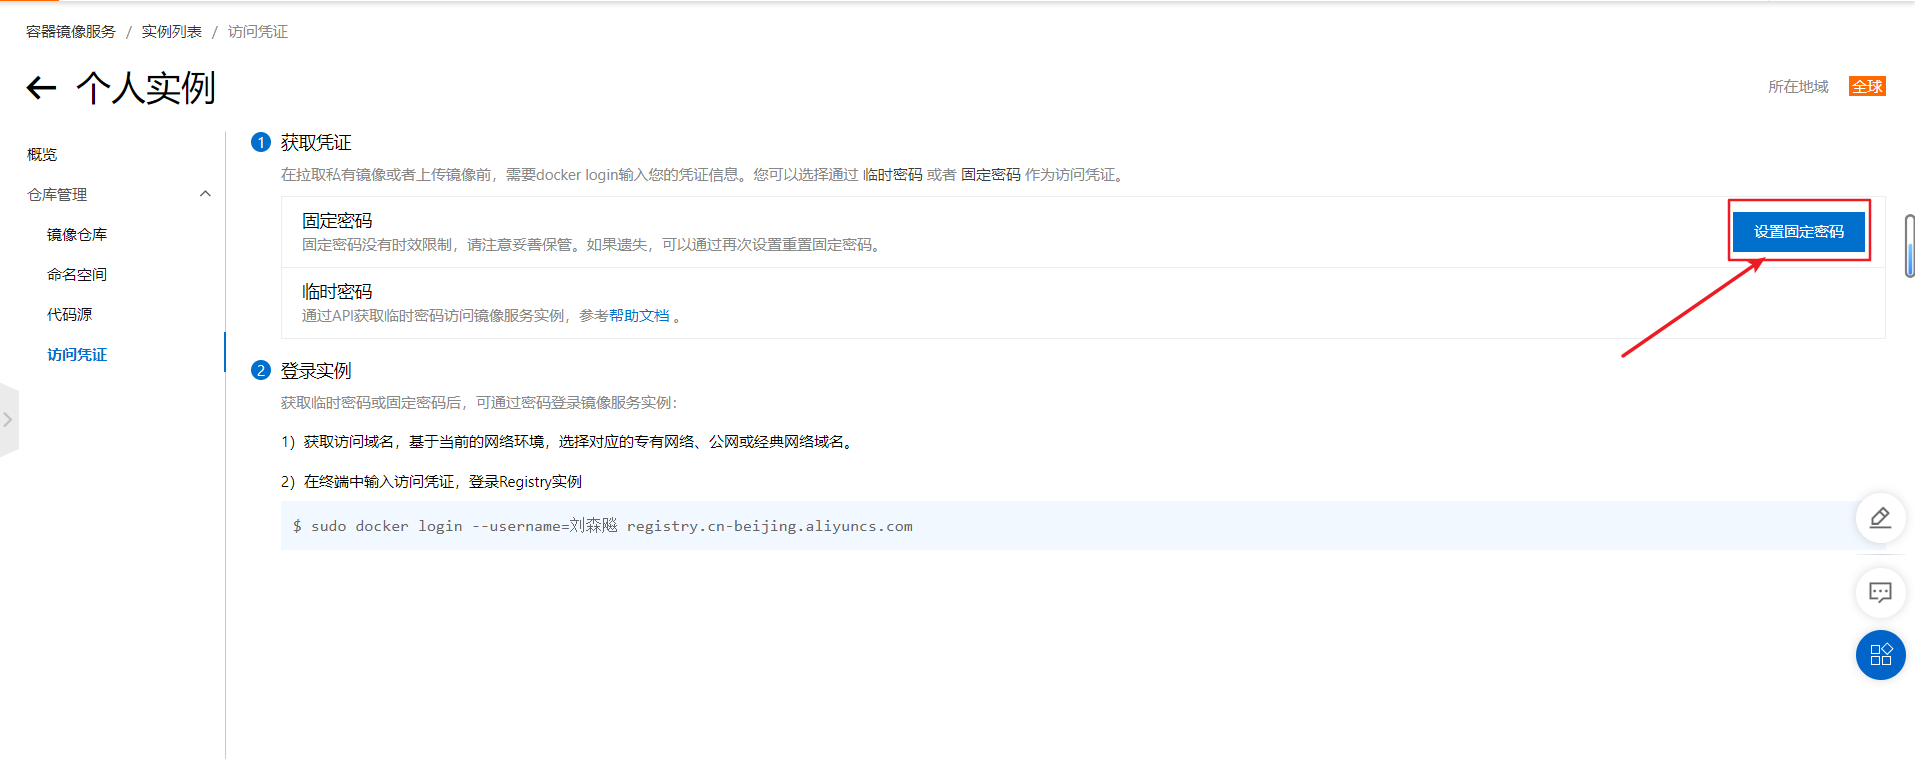 容器镜像服务 / 实例列表 / 访问凭证
个人实例
所在地域 全球
概览
仓库管理
镜像仓库
命名空间
代码源
访问凭证
1 获取凭证
在拉取私有镜像或者上传镜像前，需要docker login输入您的凭证信息。您可以选择通过 临时密码 或者 固定密码 作为访问凭证。
固定密码
固定密码没有时效限制，请注意妥善保管。如果遗失，可以通过再次设置重置固定密码。
设置固定密码
临时密码
通过API获取临时密码访问镜像服务实例，参考帮助文档 。
2 登录实例
获取临时密码或固定密码后，可通过密码登录镜像服务实例：
1）获取访问域名，基于当前的网络环境，选择对应的专有网络、公网或经典网络域名。
2）在终端中输入访问凭证，登录Registry实例
$ sudo docker login --username=刘森飚 registry.cn-beijing.aliyuncs.com